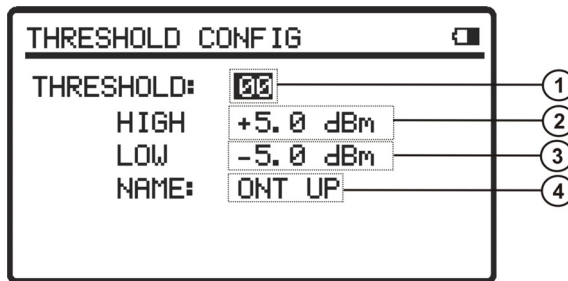 THRESHOLD CONFIG
THRESHOLD: 00 1
HIGH +5.0 dBm 2
LOW -5.0 dBm 3
NAME: ONT UP 4